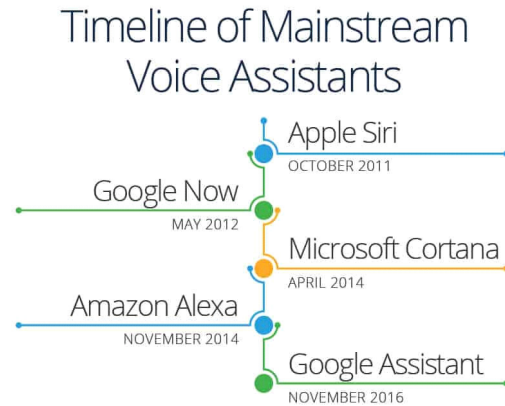 Timeline of Mainstream
Voice Assistants
Apple Siri
OCTOBER 2011
Google Now
MAY 2012
Microsoft Cortana
APRIL 2014
Amazon Alexa
NOVEMBER 2014
Google Assistant
NOVEMBER 2016